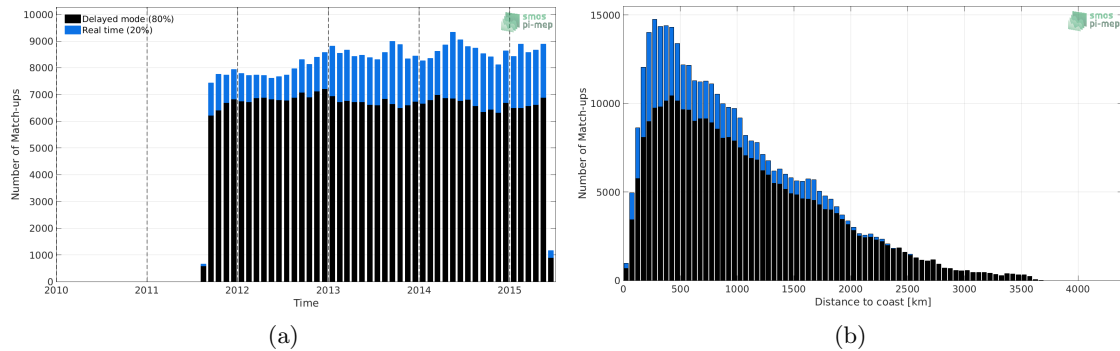 Delayed mode (80%)
Real time (20%)
smos
pi-mep
10000
9000
8000
7000
6000
5000
4000
3000
2000
1000
0
Number of Match-ups
2010 2011 2012 2013 2014 2015
Time
(a)
smos
pi-mep
15000
10000
5000
0
Number of Match-ups
0 500 1000 1500 2000 2500 3000 3500 4000
Distance to coast [km]
(b)